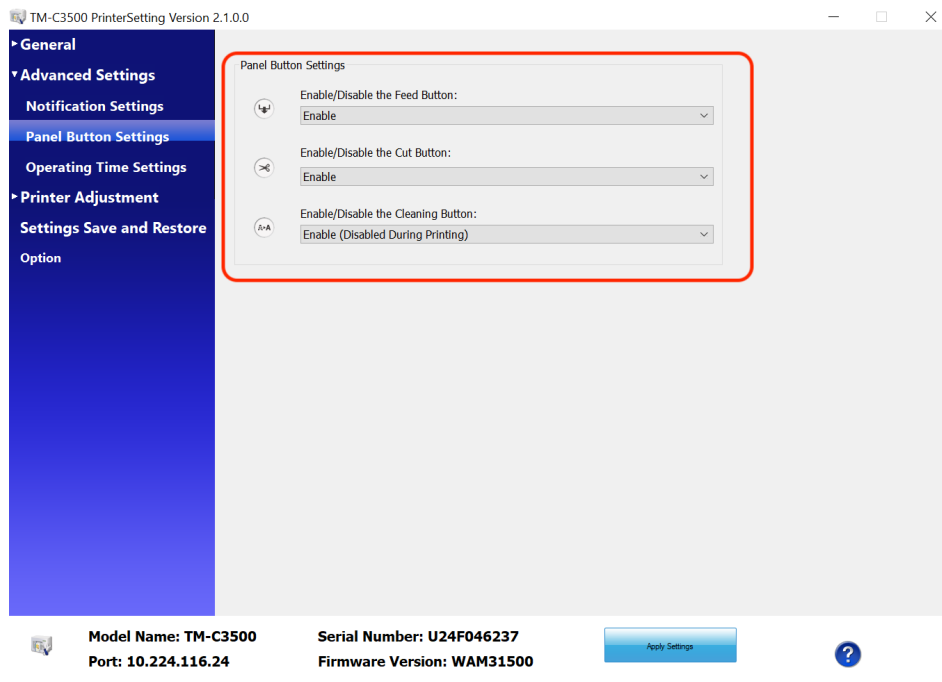 TM-C3500 PrinterSetting Version 2.1.0.0
General
Advanced Settings
Notification Settings
Panel Button Settings
Operating Time Settings
Printer Adjustment
Settings Save and Restore
Option
Panel Button Settings
Enable/Disable the Feed Button:
Enable
Enable/Disable the Cut Button:
Enable
Enable/Disable the Cleaning Button:
A▸A
Enable (Disabled During Printing)
Model Name: TM-C3500
Port: 10.224.116.24
Serial Number: U24F046237
Firmware Version: WAM31500
Apply Settings
?